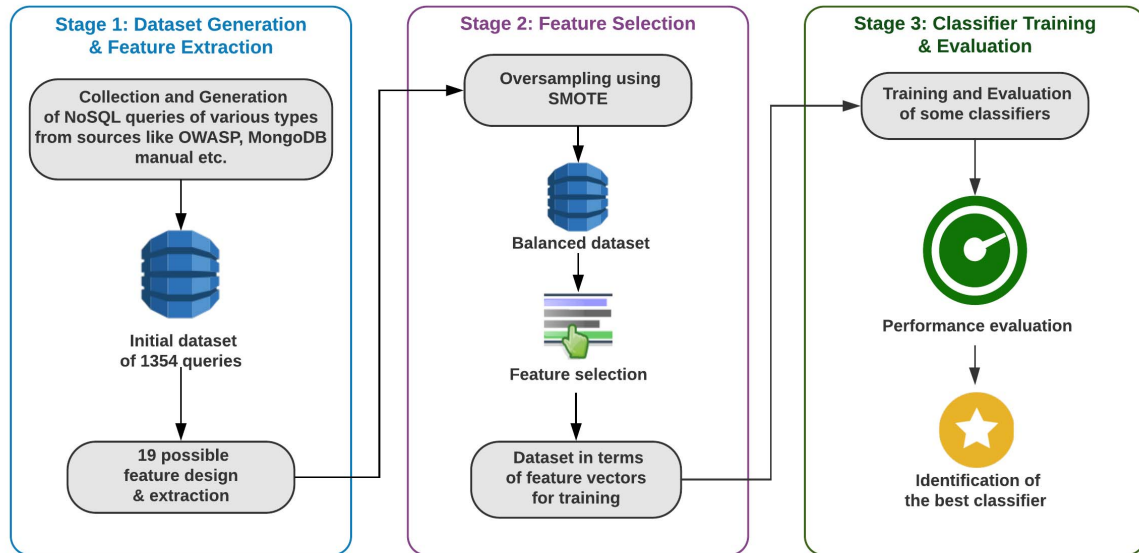 Stage 1: Dataset Generation
& Feature Extraction
Collection and Generation
of NoSQL queries of various types
from sources like OWASP, MongoDB
manual etc.
Initial dataset
of 1354 queries
19 possible
feature design
& extraction
Stage 2: Feature Selection
Oversampling using
SMOTE
Balanced dataset
Feature selection
Dataset in terms
of feature vectors
for training
Stage 3: Classifier Training
& Evaluation
Training and Evaluation
of some classifiers
Performance evaluation
Identification of
the best classifier